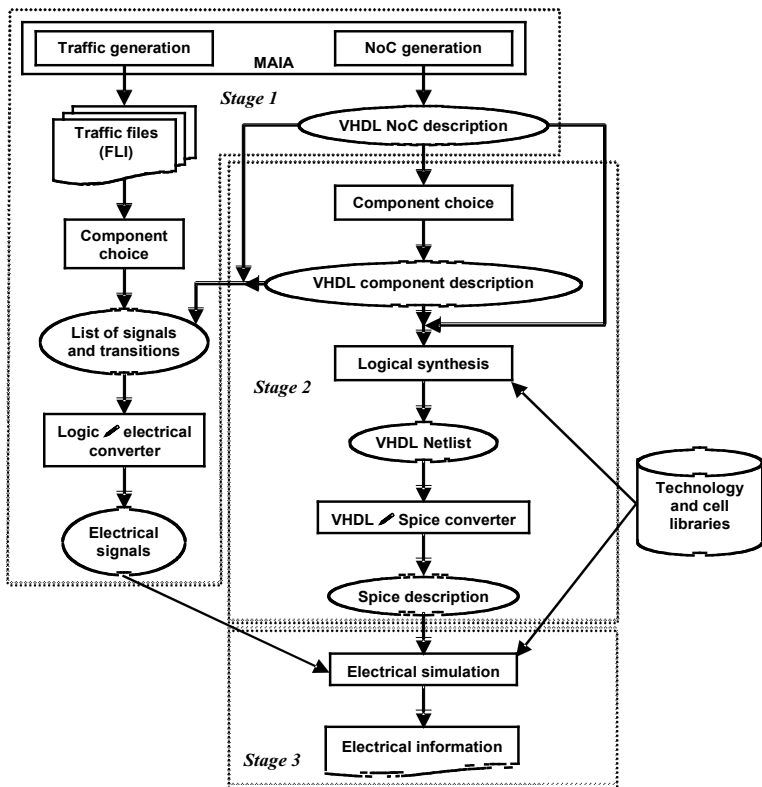 Traffic generation
NoC generation
MAIA
Stage 1
Traffic files
(FLI)
VHDL NoC description
Component
choice
Component choice
VHDL component description
List of signals
and transitions
Stage 2
Logical synthesis
Logic electrical
converter
VHDL Netlist
Technology
and cell
libraries
VHDL Spice converter
Electrical
signals
Spice description
Electrical simulation
Electrical information
Stage 3